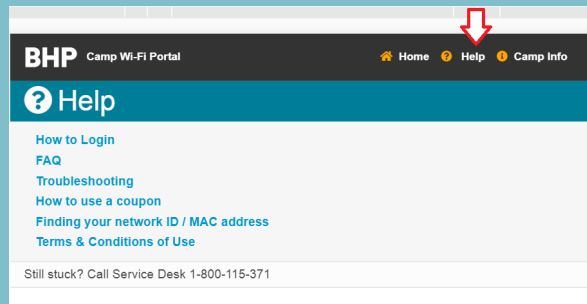 BHP Camp Wi-Fi Portal Home Help Camp Info
Help
How to Login
FAQ
Troubleshooting
How to use a coupon
Finding your network ID / MAC address
Terms & Conditions of Use
Still stuck? Call Service Desk 1-800-115-371